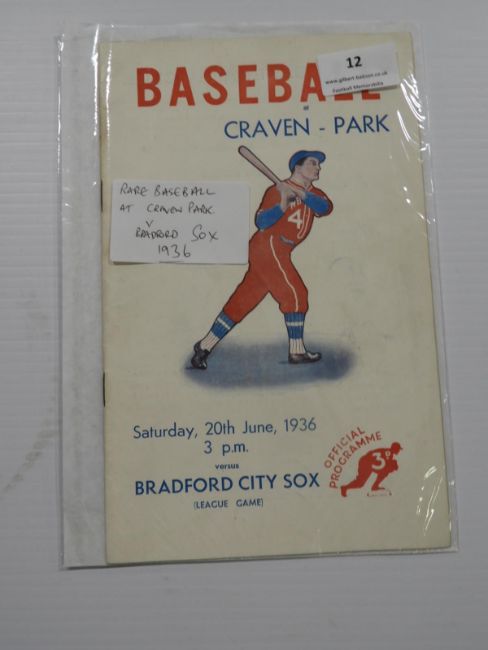 12
www.gilbert-baitson.co.uk
Football Memorabilia
BASEBALL
at
CRAVEN - PARK
RARE BASEBALL
AT CRAVEN PARK
V
BRADFORD SOX
1936
4
Saturday, 20th June, 1936
3 p.m.
versus
BRADFORD CITY SOX
(LEAGUE GAME)
OFFICIAL
PROGRAMME
3D